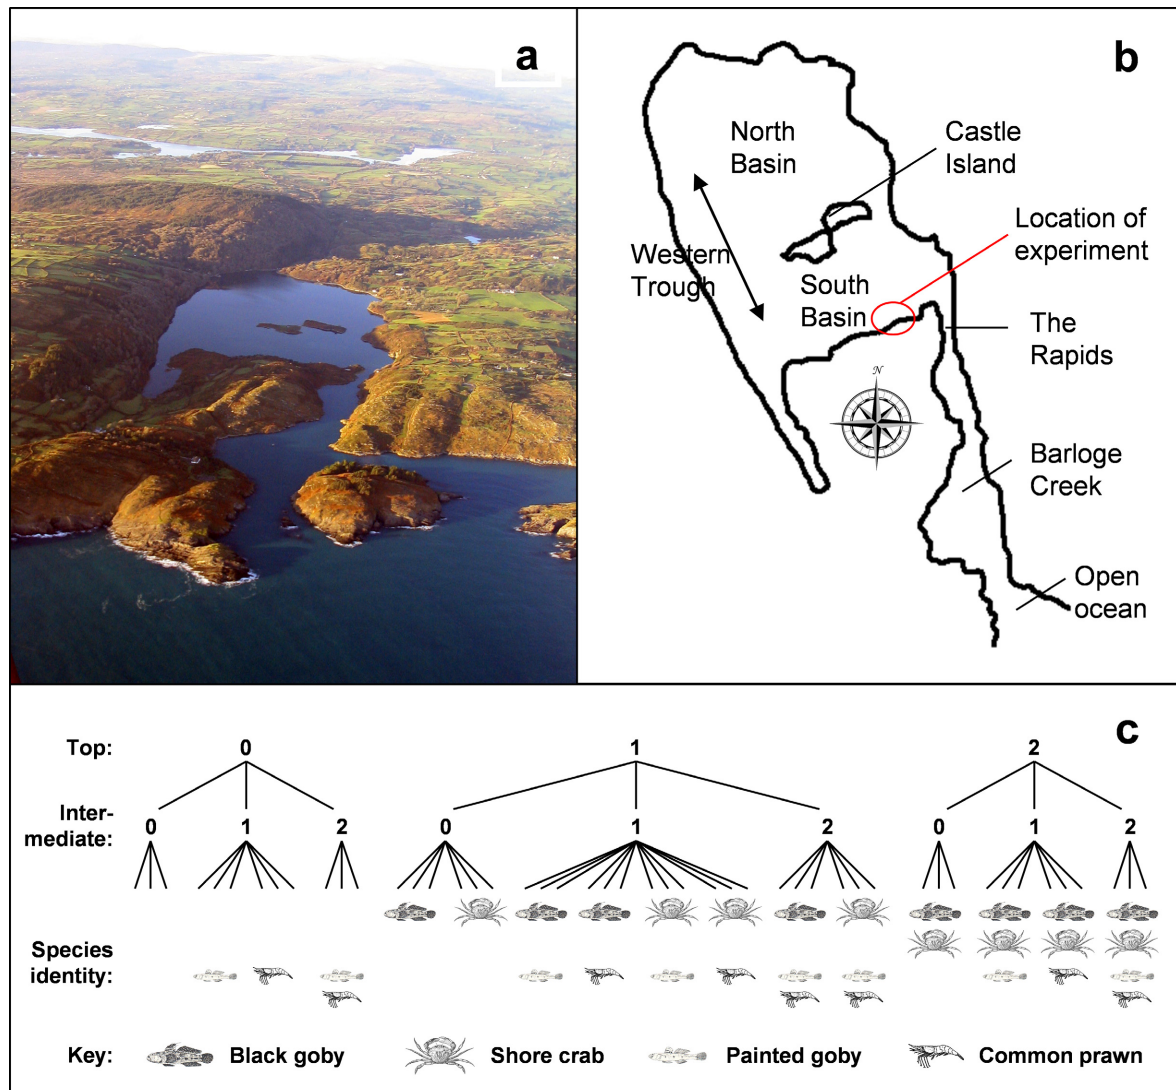 a
b
North
Basin
Castle
Island
Location of
experiment
Western
Trough
South
Basin
The
Rapids
N
Barloge
Creek
Open
ocean
c
Top: 0 1 2
Inter-
mediate: 0 1 2 0 1 2 0 1 2
Species
identity:
Key: Black goby Shore crab Painted goby Common prawn